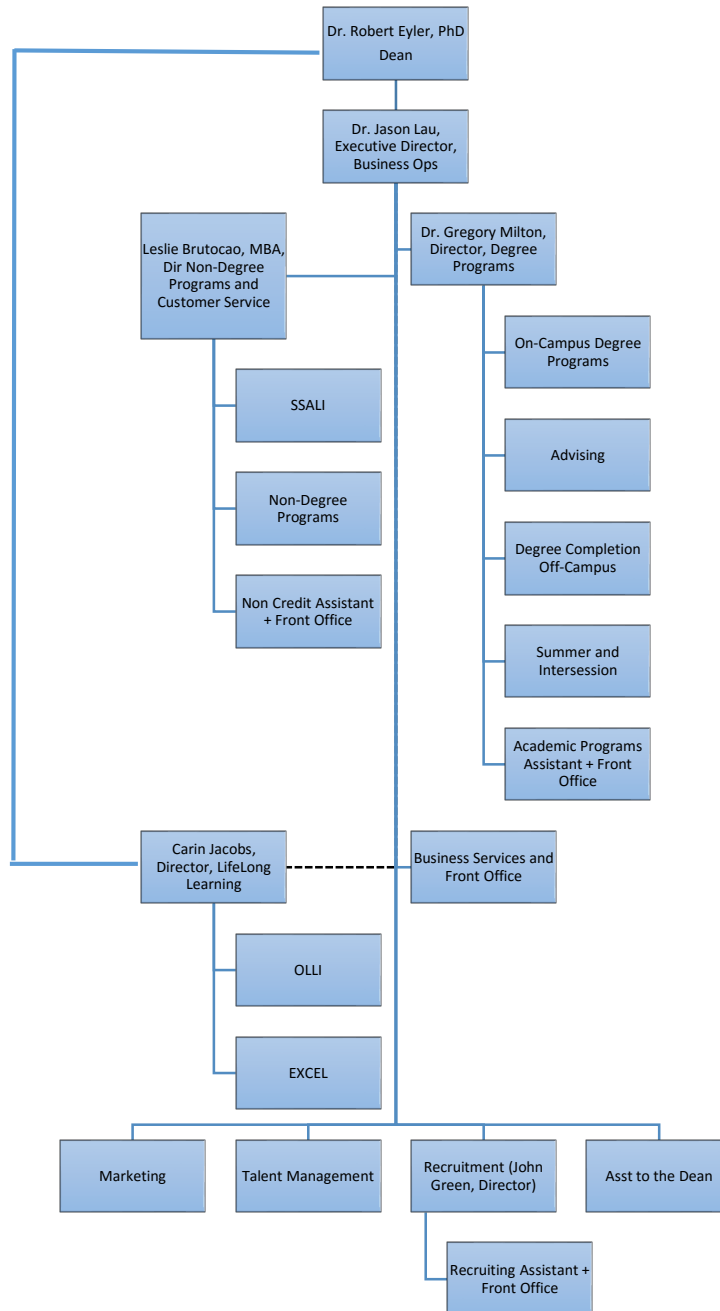 Dr. Robert Eyler, PhD
Dean
Dr. Jason Lau,
Executive Director,
Business Ops
Leslie Brutocao, MBA,
Dir Non-Degree
Programs and
Customer Service
Dr. Gregory Milton,
Director, Degree
Programs
On-Campus Degree
Programs
SSALI
Advising
Non-Degree
Programs
Degree Completion
Off-Campus
Non Credit Assistant
+ Front Office
Summer and
Intersession
Academic Programs
Assistant + Front
Office
Carin Jacobs,
Director, LifeLong
Learning
Business Services and
Front Office
OLLI
EXCEL
Marketing
Talent Management
Recruitment (John
Green, Director)
Asst to the Dean
Recruiting Assistant +
Front Office